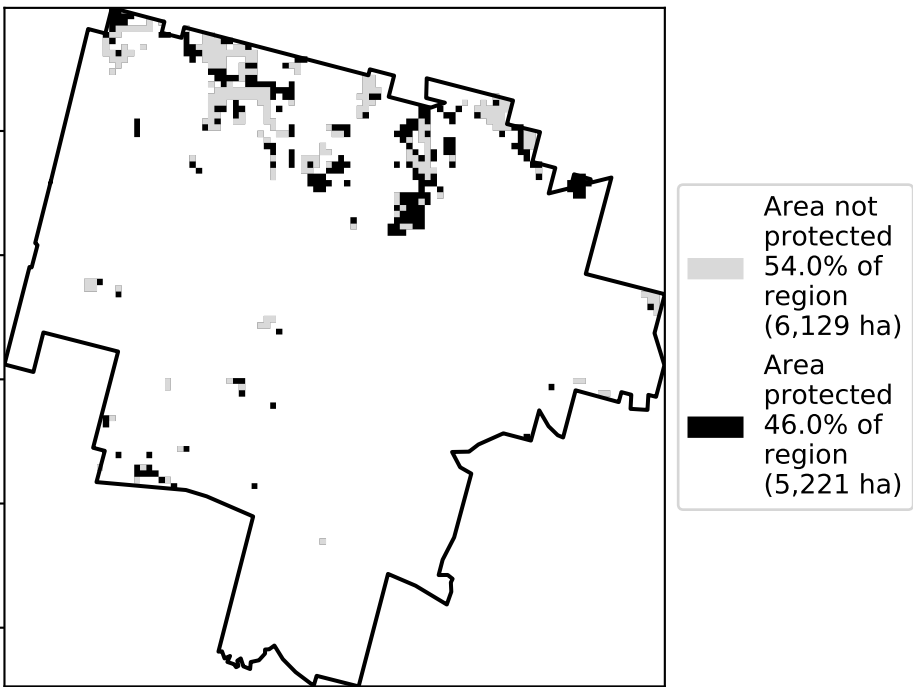 Area not
protected
54.0% of
region
(6,129 ha)
Area
protected
46.0% of
region
(5,221 ha)